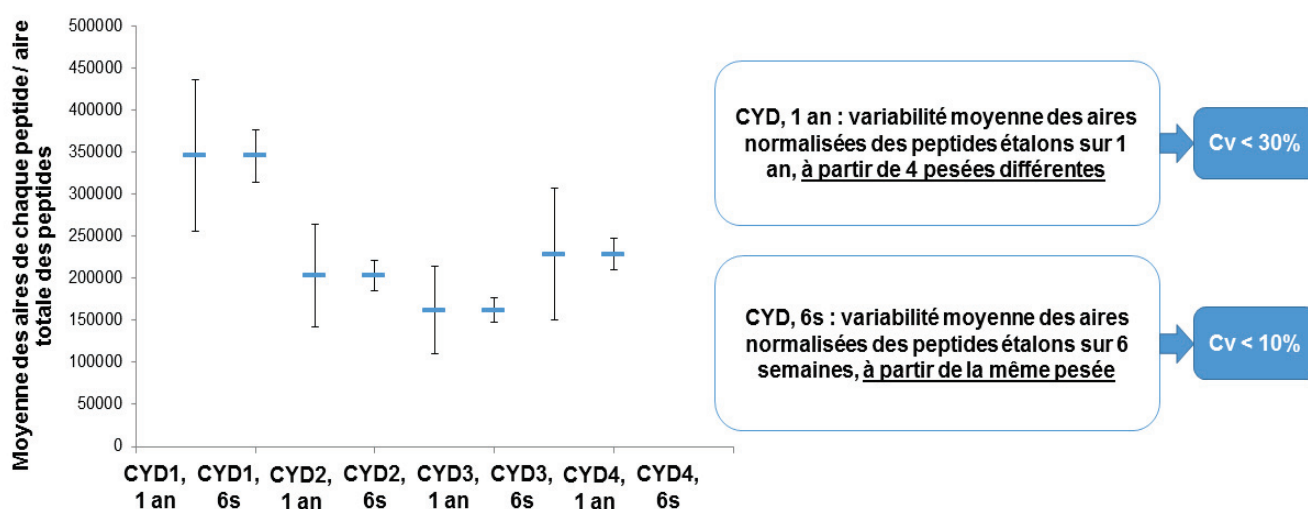 Moyenne des aires de chaque peptide / aire
totale des peptides
500000
450000
400000
350000
300000
250000
200000
150000
100000
50000
0
CYD1, CYD1, CYD2, CYD2, CYD3, CYD3, CYD4, CYD4,
1 an 6s 1 an 6s 1 an 6s 1 an 6s
CYD, 1 an : variabilité moyenne des aires
normalisées des peptides étalons sur 1
an, à partir de 4 pesées différentes
Cv < 30%
CYD, 6s : variabilité moyenne des aires
normalisées des peptides étalons sur 6
semaines, à partir de la même pesée
Cv < 10%